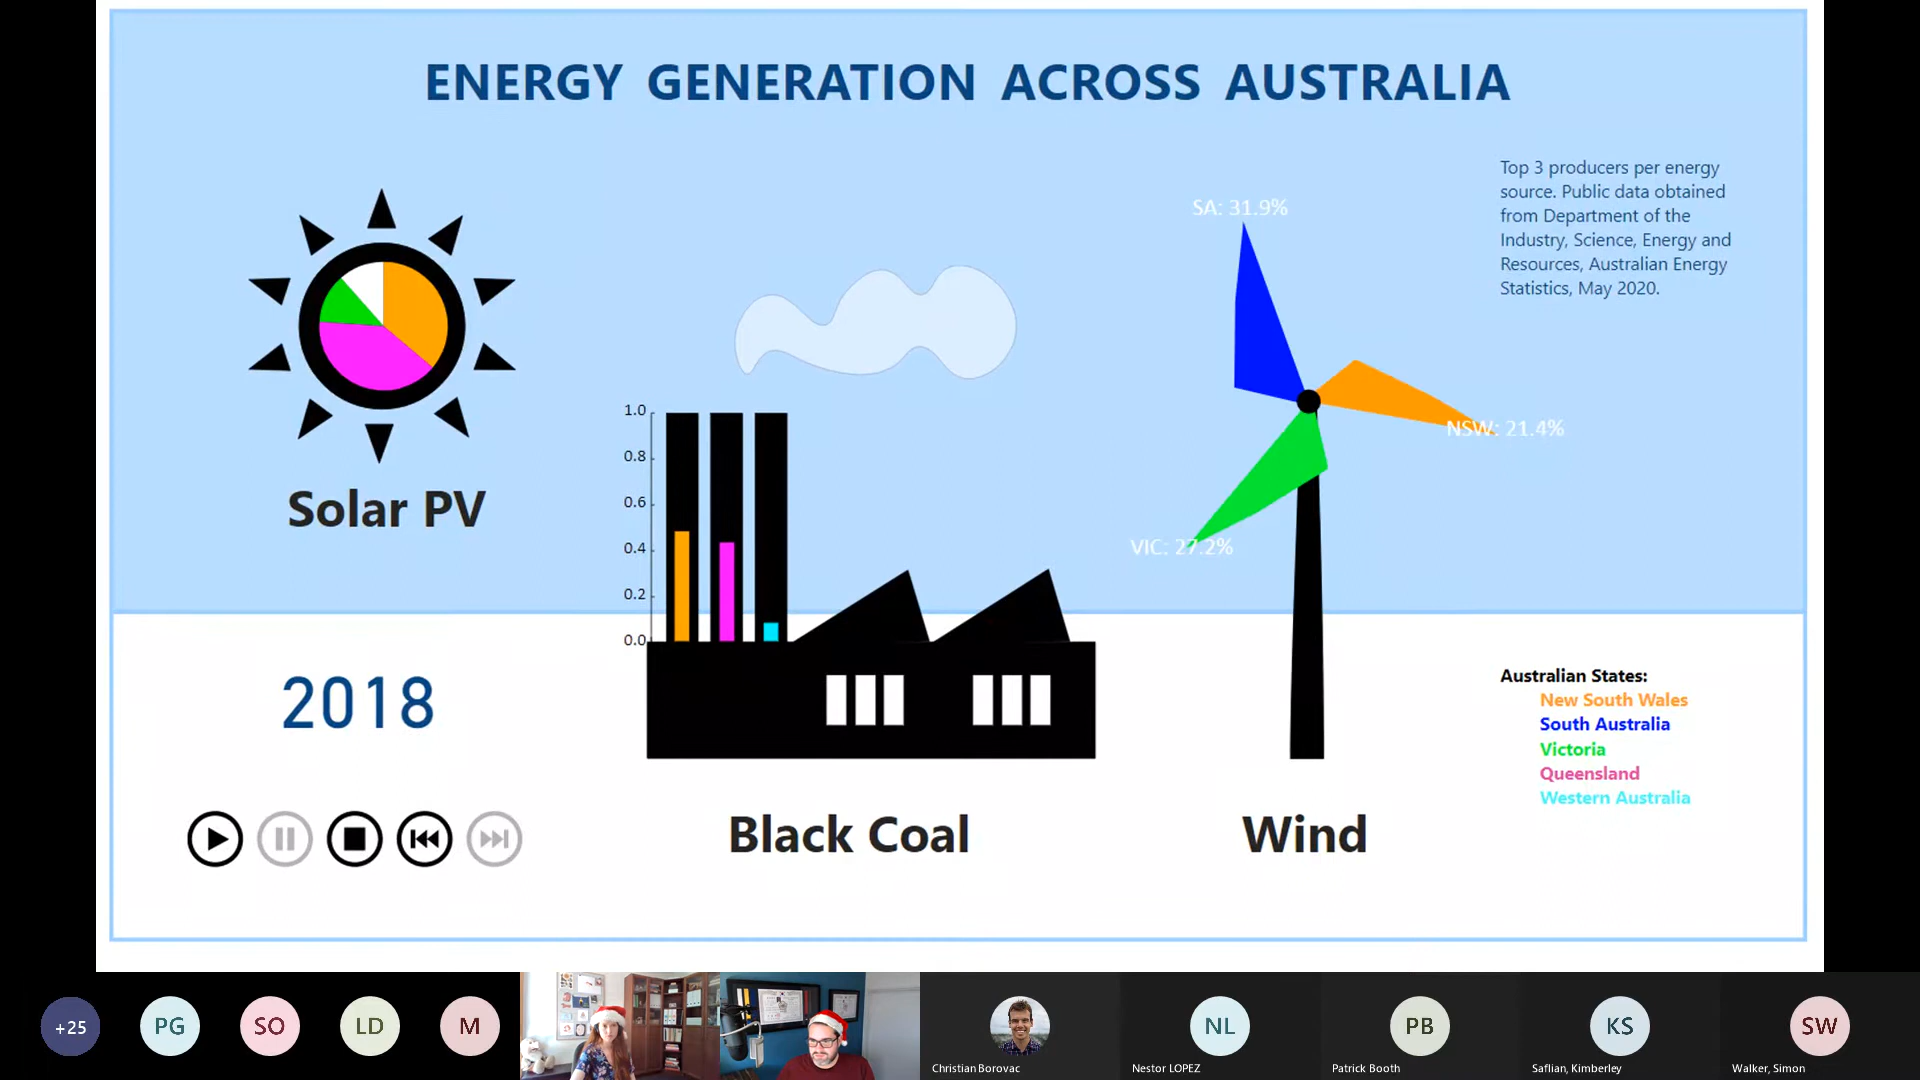 ENERGY GENERATION ACROSS AUSTRALIA
Top 3 producers per energy
source. Public data obtained
from Department of the
Industry, Science, Energy and
Resources, Australian Energy
Statistics, May 2020.
SA: 31.9%
NSW: 21.4%
VIC: 27.2%
Solar PV
1.0
0.8
0.6
0.4
0.2
0.0
2018
Black Coal
Wind
Australian States:
New South Wales
South Australia
Victoria
Queensland
Western Australia
+25
PG
SO
LD
M
NL
PB
KS
SW
Christian Borovac
Nestor LOPEZ
Patrick Booth
Saflian, Kimberley
Walker, Simon